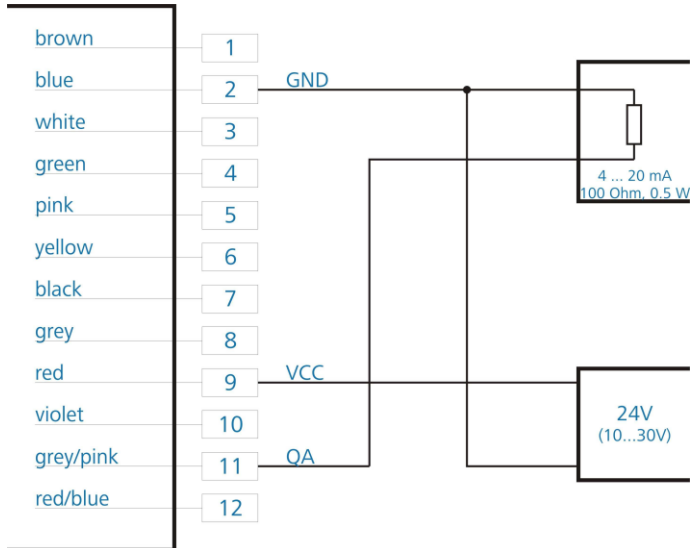 brown 1
blue 2 GND
white 3
green 4
pink 5
yellow 6
black 7
grey 8
red 9 VCC
violet 10
grey/pink 11 QA
red/blue 12
4 ... 20 mA
100 Ohm, 0.5 W
24V
(10...30V)